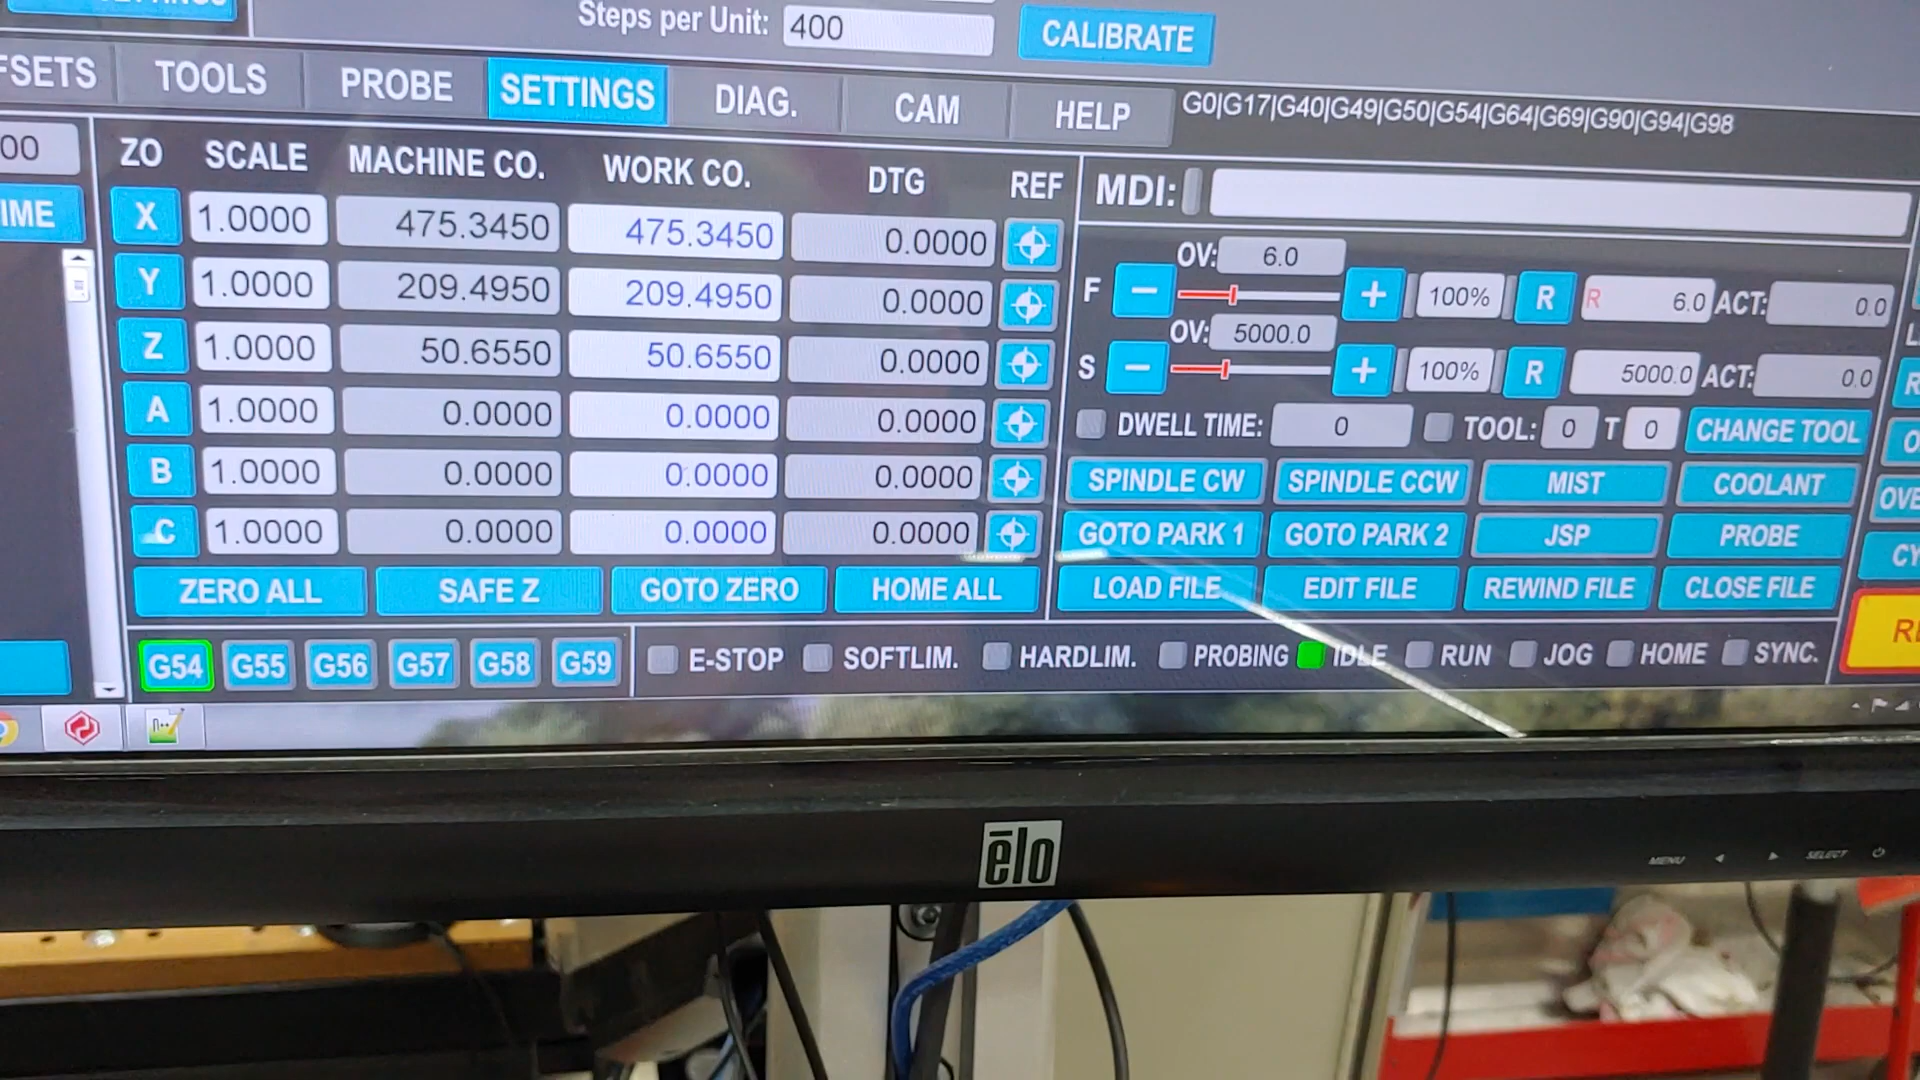 Steps per Unit: 400 CALIBRATE
TOOLS PROBE SETTINGS DIAG. CAM HELP G0|G17|G40|G49|G50|G54|G64|G69|G90|G94|G98
ZO SCALE MACHINE CO. WORK CO. DTG REF MDI:
X 1.0000 475.3450 475.3450 0.0000
Y 1.0000 209.4950 209.4950 0.0000
Z 1.0000 50.6550 50.6550 0.0000
A 1.0000 0.0000 0.0000 0.0000
B 1.0000 0.0000 0.0000 0.0000
C 1.0000 0.0000 0.0000 0.0000
OV: 6.0
F − + 100% R R 6.0 ACT: 0.0
OV: 5000.0
S − + 100% R 5000.0 ACT: 0.0
DWELL TIME: 0 TOOL: 0 T 0 CHANGE TOOL
SPINDLE CW SPINDLE CCW MIST COOLANT
GOTO PARK 1 GOTO PARK 2 JSP PROBE
ZERO ALL SAFE Z GOTO ZERO HOME ALL LOAD FILE EDIT FILE REWIND FILE CLOSE FILE
G54 G55 G56 G57 G58 G59 E-STOP SOFTLIM. HARDLIM. PROBING IDLE RUN JOG HOME SYNC.
ēlo
MENU SELECT